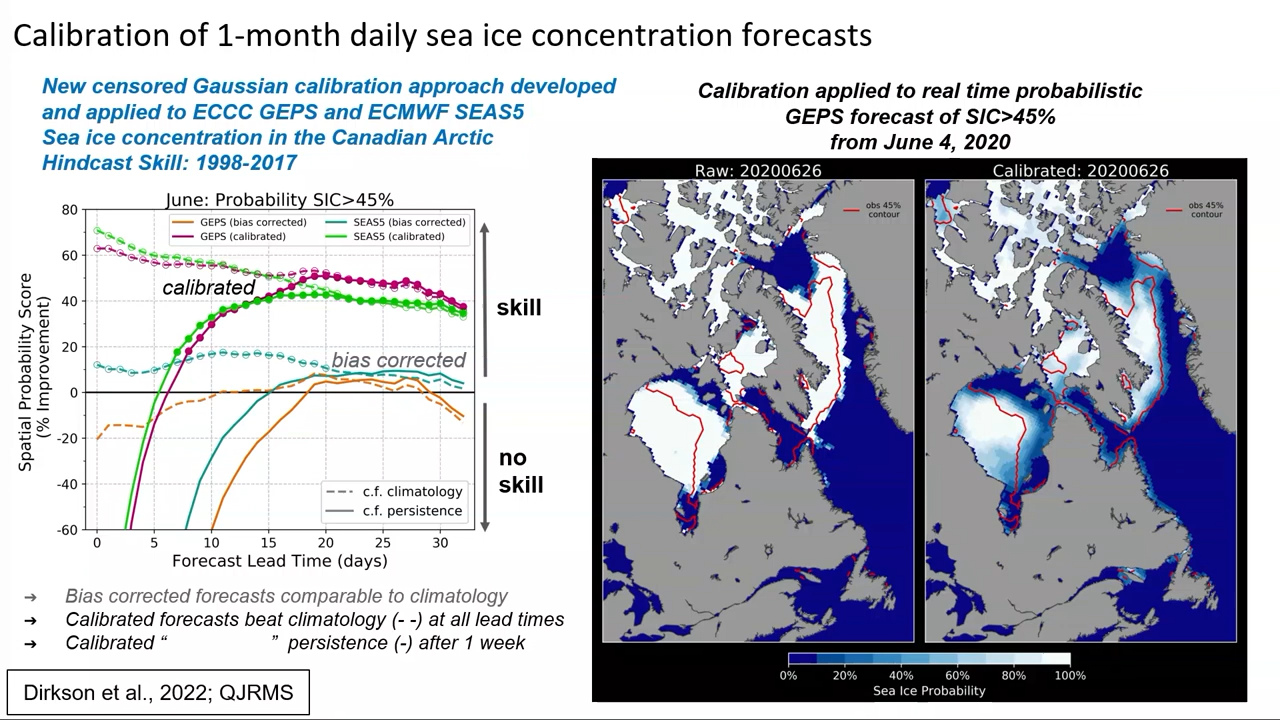 Calibration of 1-month daily sea ice concentration forecasts
New censored Gaussian calibration approach developed
and applied to ECCC GEPS and ECMWF SEAS5
Sea ice concentration in the Canadian Arctic
Hindcast Skill: 1998-2017
June: Probability SIC>45%
GEPS (bias corrected)
GEPS (calibrated)
SEAS5 (bias corrected)
SEAS5 (calibrated)
80
60
40
20
0
-20
-40
-60
Spatial Probability Score
(% Improvement)
calibrated
bias corrected
c.f. climatology
c.f. persistence
0 5 10 15 20 25 30
Forecast Lead Time (days)
skill
no
skill
➔ Bias corrected forecasts comparable to climatology
➔ Calibrated forecasts beat climatology (- -) at all lead times
➔ Calibrated “ ” persistence (-) after 1 week
Dirkson et al., 2022; QJRMS
Calibration applied to real time probabilistic
GEPS forecast of SIC>45%
from June 4, 2020
Raw: 20200626
obs 45%
contour
Calibrated: 20200626
obs 45%
contour
0% 20% 40% 60% 80% 100%
Sea Ice Probability